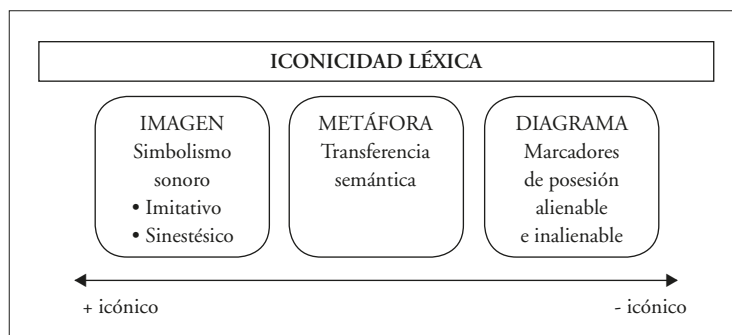 ICONICIDAD LÉXICA
IMAGEN
Simbolismo
sonoro
• Imitativo
• Sinestésico
METÁFORA
Transferencia
semántica
DIAGRAMA
Marcadores
de posesión
alienable
e inalienable
+ icónico
- icónico